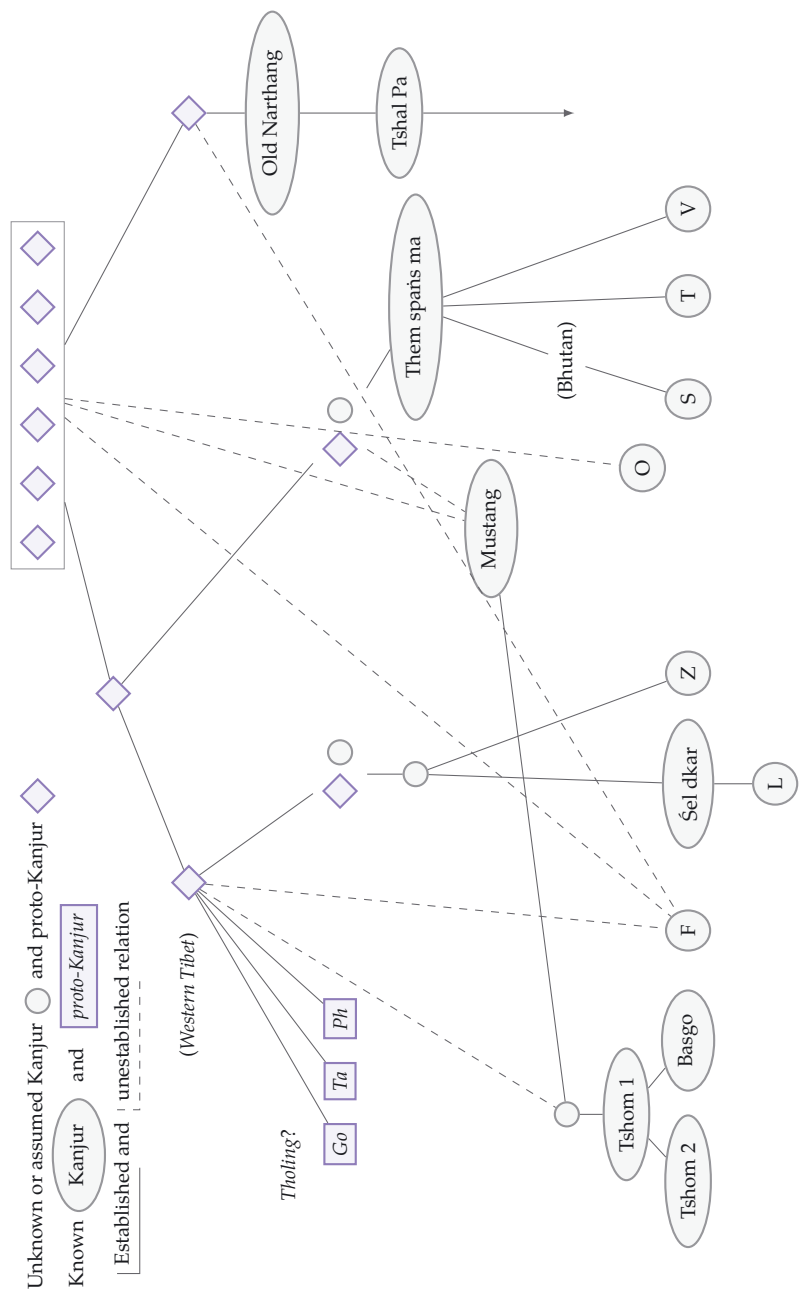 Unknown or assumed Kanjur and proto-Kanjur
Known Kanjur and proto-Kanjur
Established and unestablished relation
(Western Tibet)
Old Narthang
Tholing?
Go
Ta
Ph
Tshal Pa
Them spaṅs ma
Mustang
(Bhutan)
Tshom 1
O
Tshom 2
Basgo
F
Śel dkar
Z
S
T
V
L